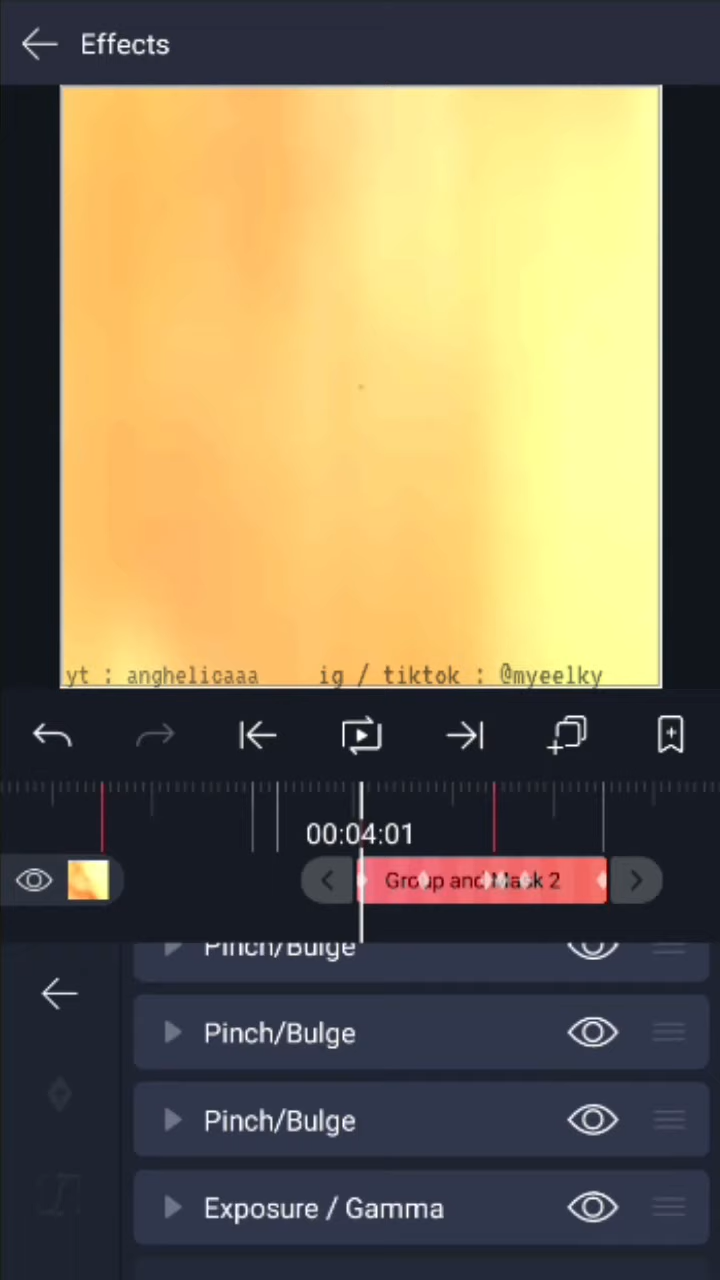 Effects
yt : anghelicaaa ig / tiktok : @myeelky
00:04:01
Group and Mask 2
Pinch/Bulge
Pinch/Bulge
Pinch/Bulge
Exposure / Gamma